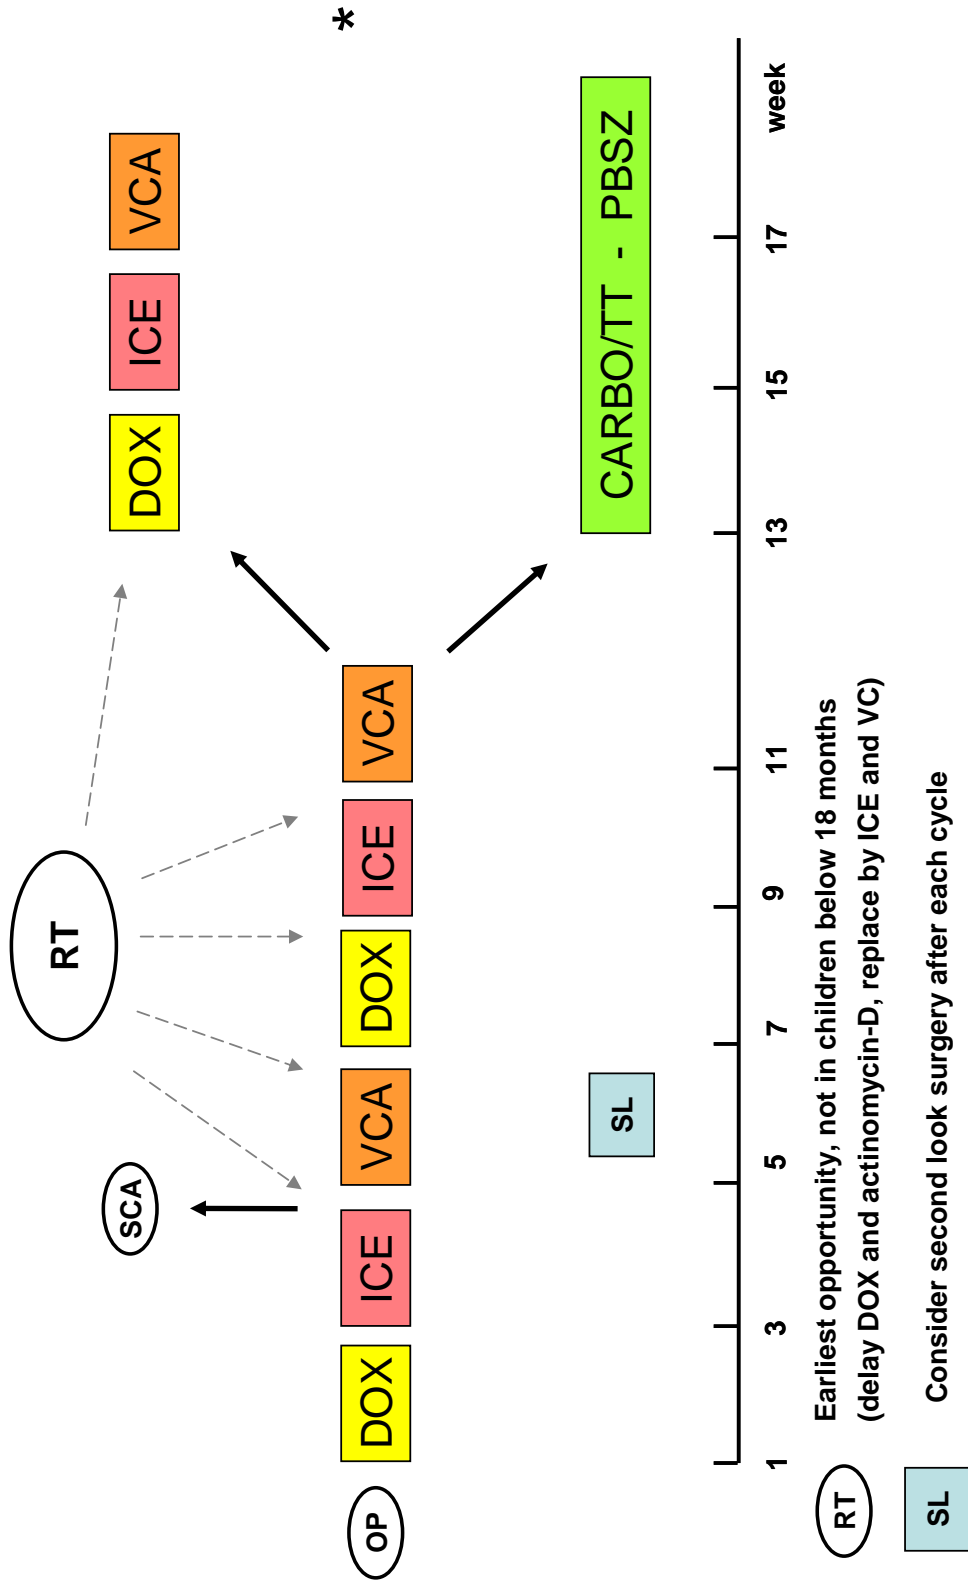 RT
*
SCA
DOX
ICE
VCA
OP
DOX
ICE
VCA
DOX
ICE
VCA
SL
CARBO/TT - PBSZ
1
3
5
7
9
11
13
15
17
week
RT
Earliest opportunity, not in children below 18 months
(delay DOX and actinomycin-D, replace by ICE and VC)
SL
Consider second look surgery after each cycle